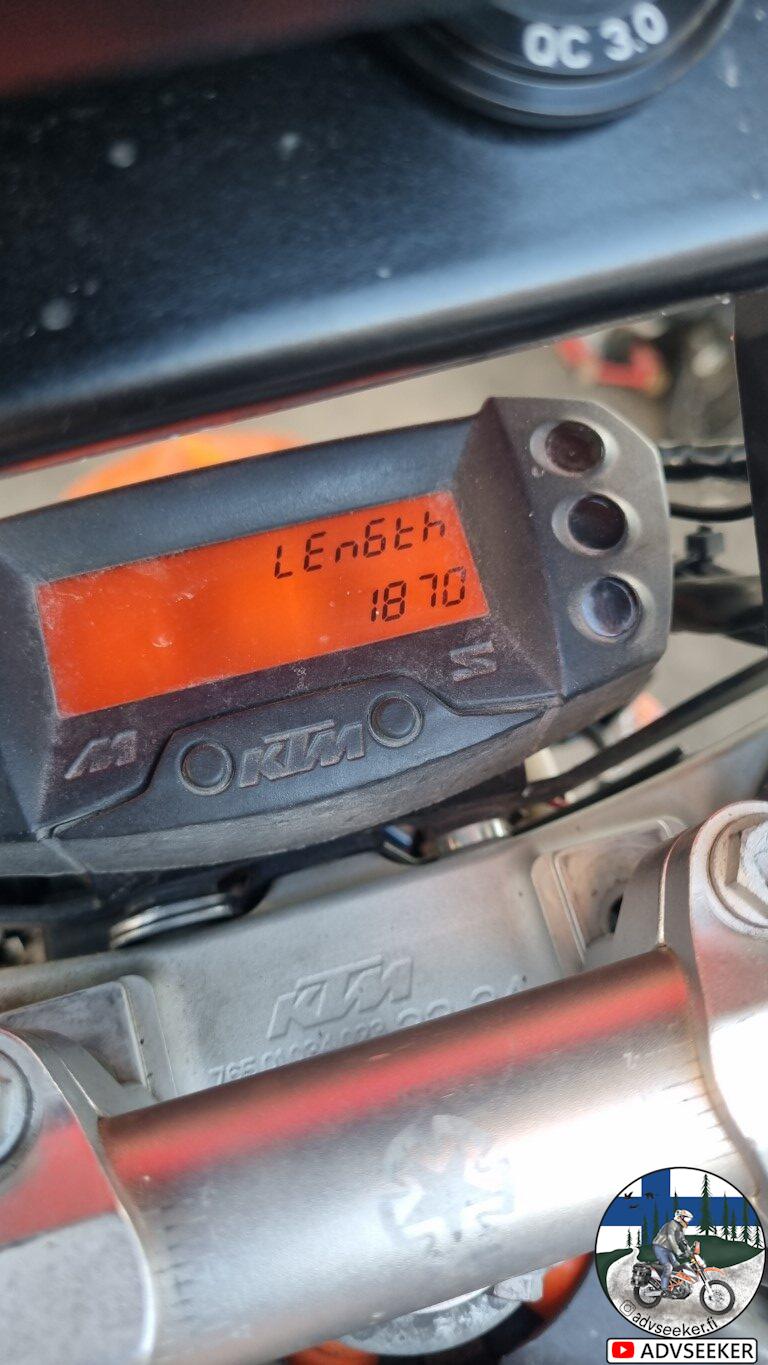 QC 3.0
LEnGth
1870
M
S
KTM
KTM
@advseeker.fi
ADVSEEKER